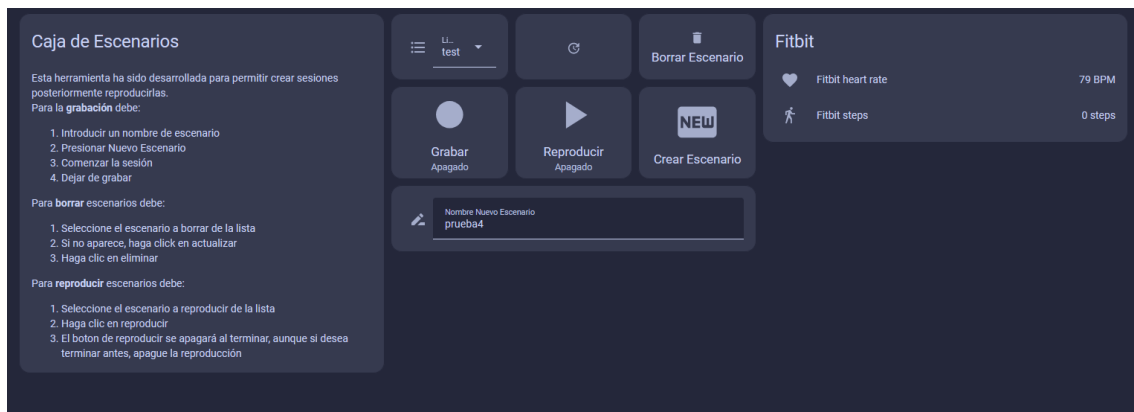 Caja de Escenarios
Esta herramienta ha sido desarrollada para permitir crear sesiones
posteriormente reproducirlas.
Para la grabación debe:
1. Introducir un nombre de escenario
2. Presionar Nuevo Escenario
3. Comenzar la sesión
4. Dejar de grabar
Para borrar escenarios debe:
1. Seleccione el escenario a borrar de la lista
2. Si no aparece, haga click en actualizar
3. Haga clic en eliminar
Para reproducir escenarios debe:
1. Seleccione el escenario a reproducir de la lista
2. Haga clic en reproducir
3. El boton de reproducir se apagará al terminar, aunque si desea
terminar antes, apague la reproducción
Li...
test
Borrar Escenario
Grabar
Apagado
Reproducir
Apagado
NEW
Crear Escenario
Nombre Nuevo Escenario
prueba4
Fitbit
Fitbit heart rate
79 BPM
Fitbit steps
0 steps